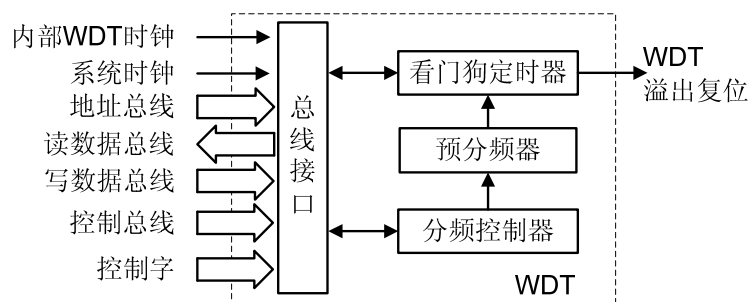 内部WDT时钟
系统时钟
地址总线
读数据总线
写数据总线
控制总线
控制字
总线接口
看门狗定时器
预分频器
分频控制器
WDT
WDT
溢出复位